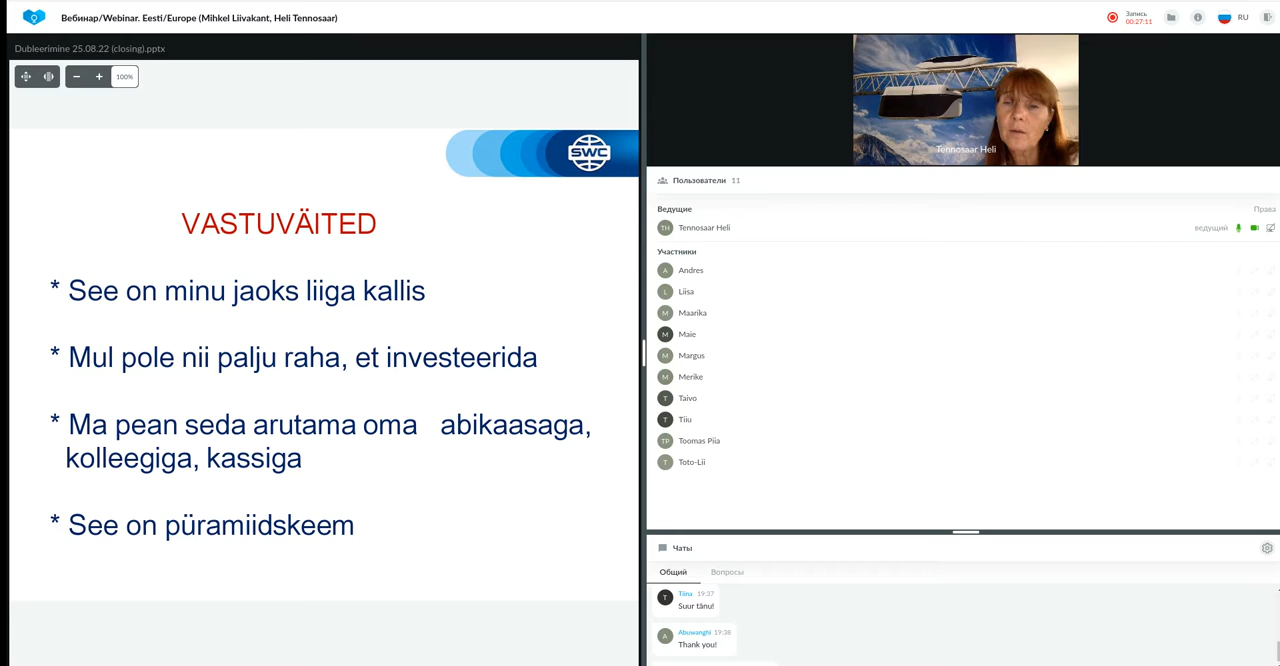 Вебинар/Webinar. Eesti/Europe (Mihkel Liivakant, Heli Tennosaar)
Запись
00:27:11
RU
Dubleerimine 25.08.22 (closing).pptx
100%
SWC
VASTUVÄITED
* See on minu jaoks liiga kallis
* Mul pole nii palju raha, et investeerida
* Ma pean seda arutama oma abikaasaga,
kolleegiga, kassiga
* See on püramiidskeem
Tennosaar Heli
Пользователи 11
Ведущие Права
TH Tennosaar Heli ведущий
Участники
A Andres
L Liisa
M Maarika
M Maie
M Margus
M Merike
T Taivo
T Tiiu
TP Toomas Piia
T Toto-Lii
Чаты
Общий Вопросы
T Tiina 19:37
Suur tänu!
A Abuwanghi 19:38
Thank you!